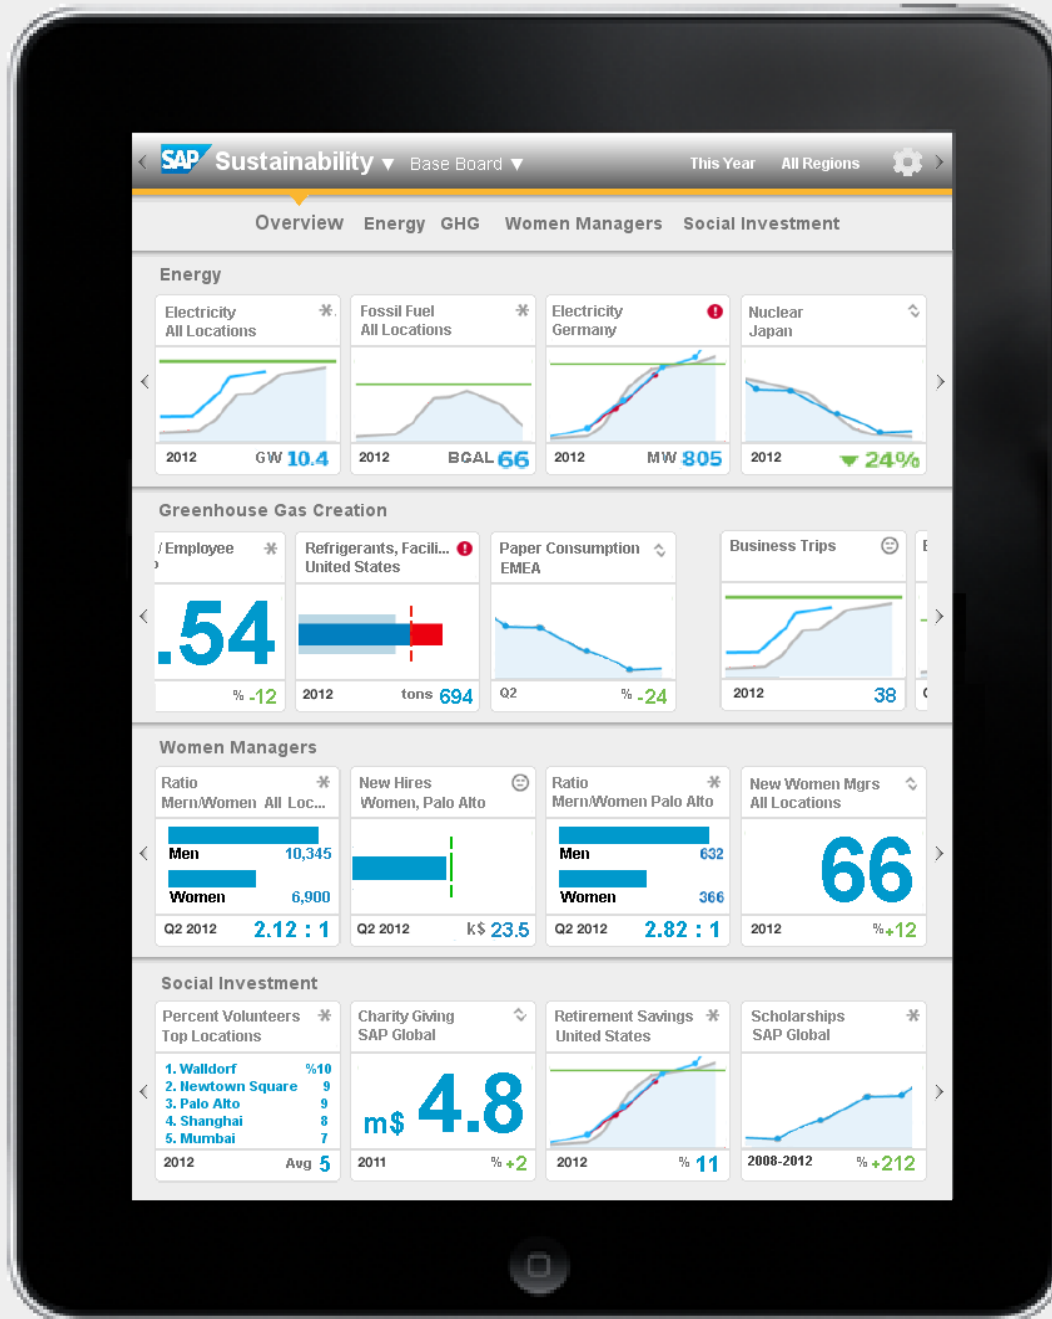 SAP Sustainability ▼ Base Board ▼ This Year All Regions
Overview Energy GHG Women Managers Social Investment
Energy
Electricity
All Locations
2012 GW 10.4
Fossil Fuel
All Locations
2012 BGAL 66
Electricity
Germany
2012 MW 805
Nuclear
Japan
2012 ▼ 24%
Greenhouse Gas Creation
/ Employee
.54
% -12
Refrigerants, Facili...
United States
2012 tons 694
Paper Consumption
EMEA
Q2 % -24
Business Trips
2012 38
Women Managers
Ratio
Mern/Women All Loc...
Men 10,345
Women 6,900
Q2 2012 2.12 : 1
New Hires
Women, Palo Alto
Q2 2012 k$ 23.5
Ratio
Mern/Women Palo Alto
Men 632
Women 366
Q2 2012 2.82 : 1
New Women Mgrs
All Locations
66
2012 %+12
Social Investment
Percent Volunteers
Top Locations
1. Walldorf %10
2. Newtown Square 9
3. Palo Alto 9
4. Shanghai 8
5. Mumbai 7
2012 Avg 5
Charity Giving
SAP Global
m$ 4.8
2011 % +2
Retirement Savings
United States
2012 % 11
Scholarships
SAP Global
2008-2012 % +212